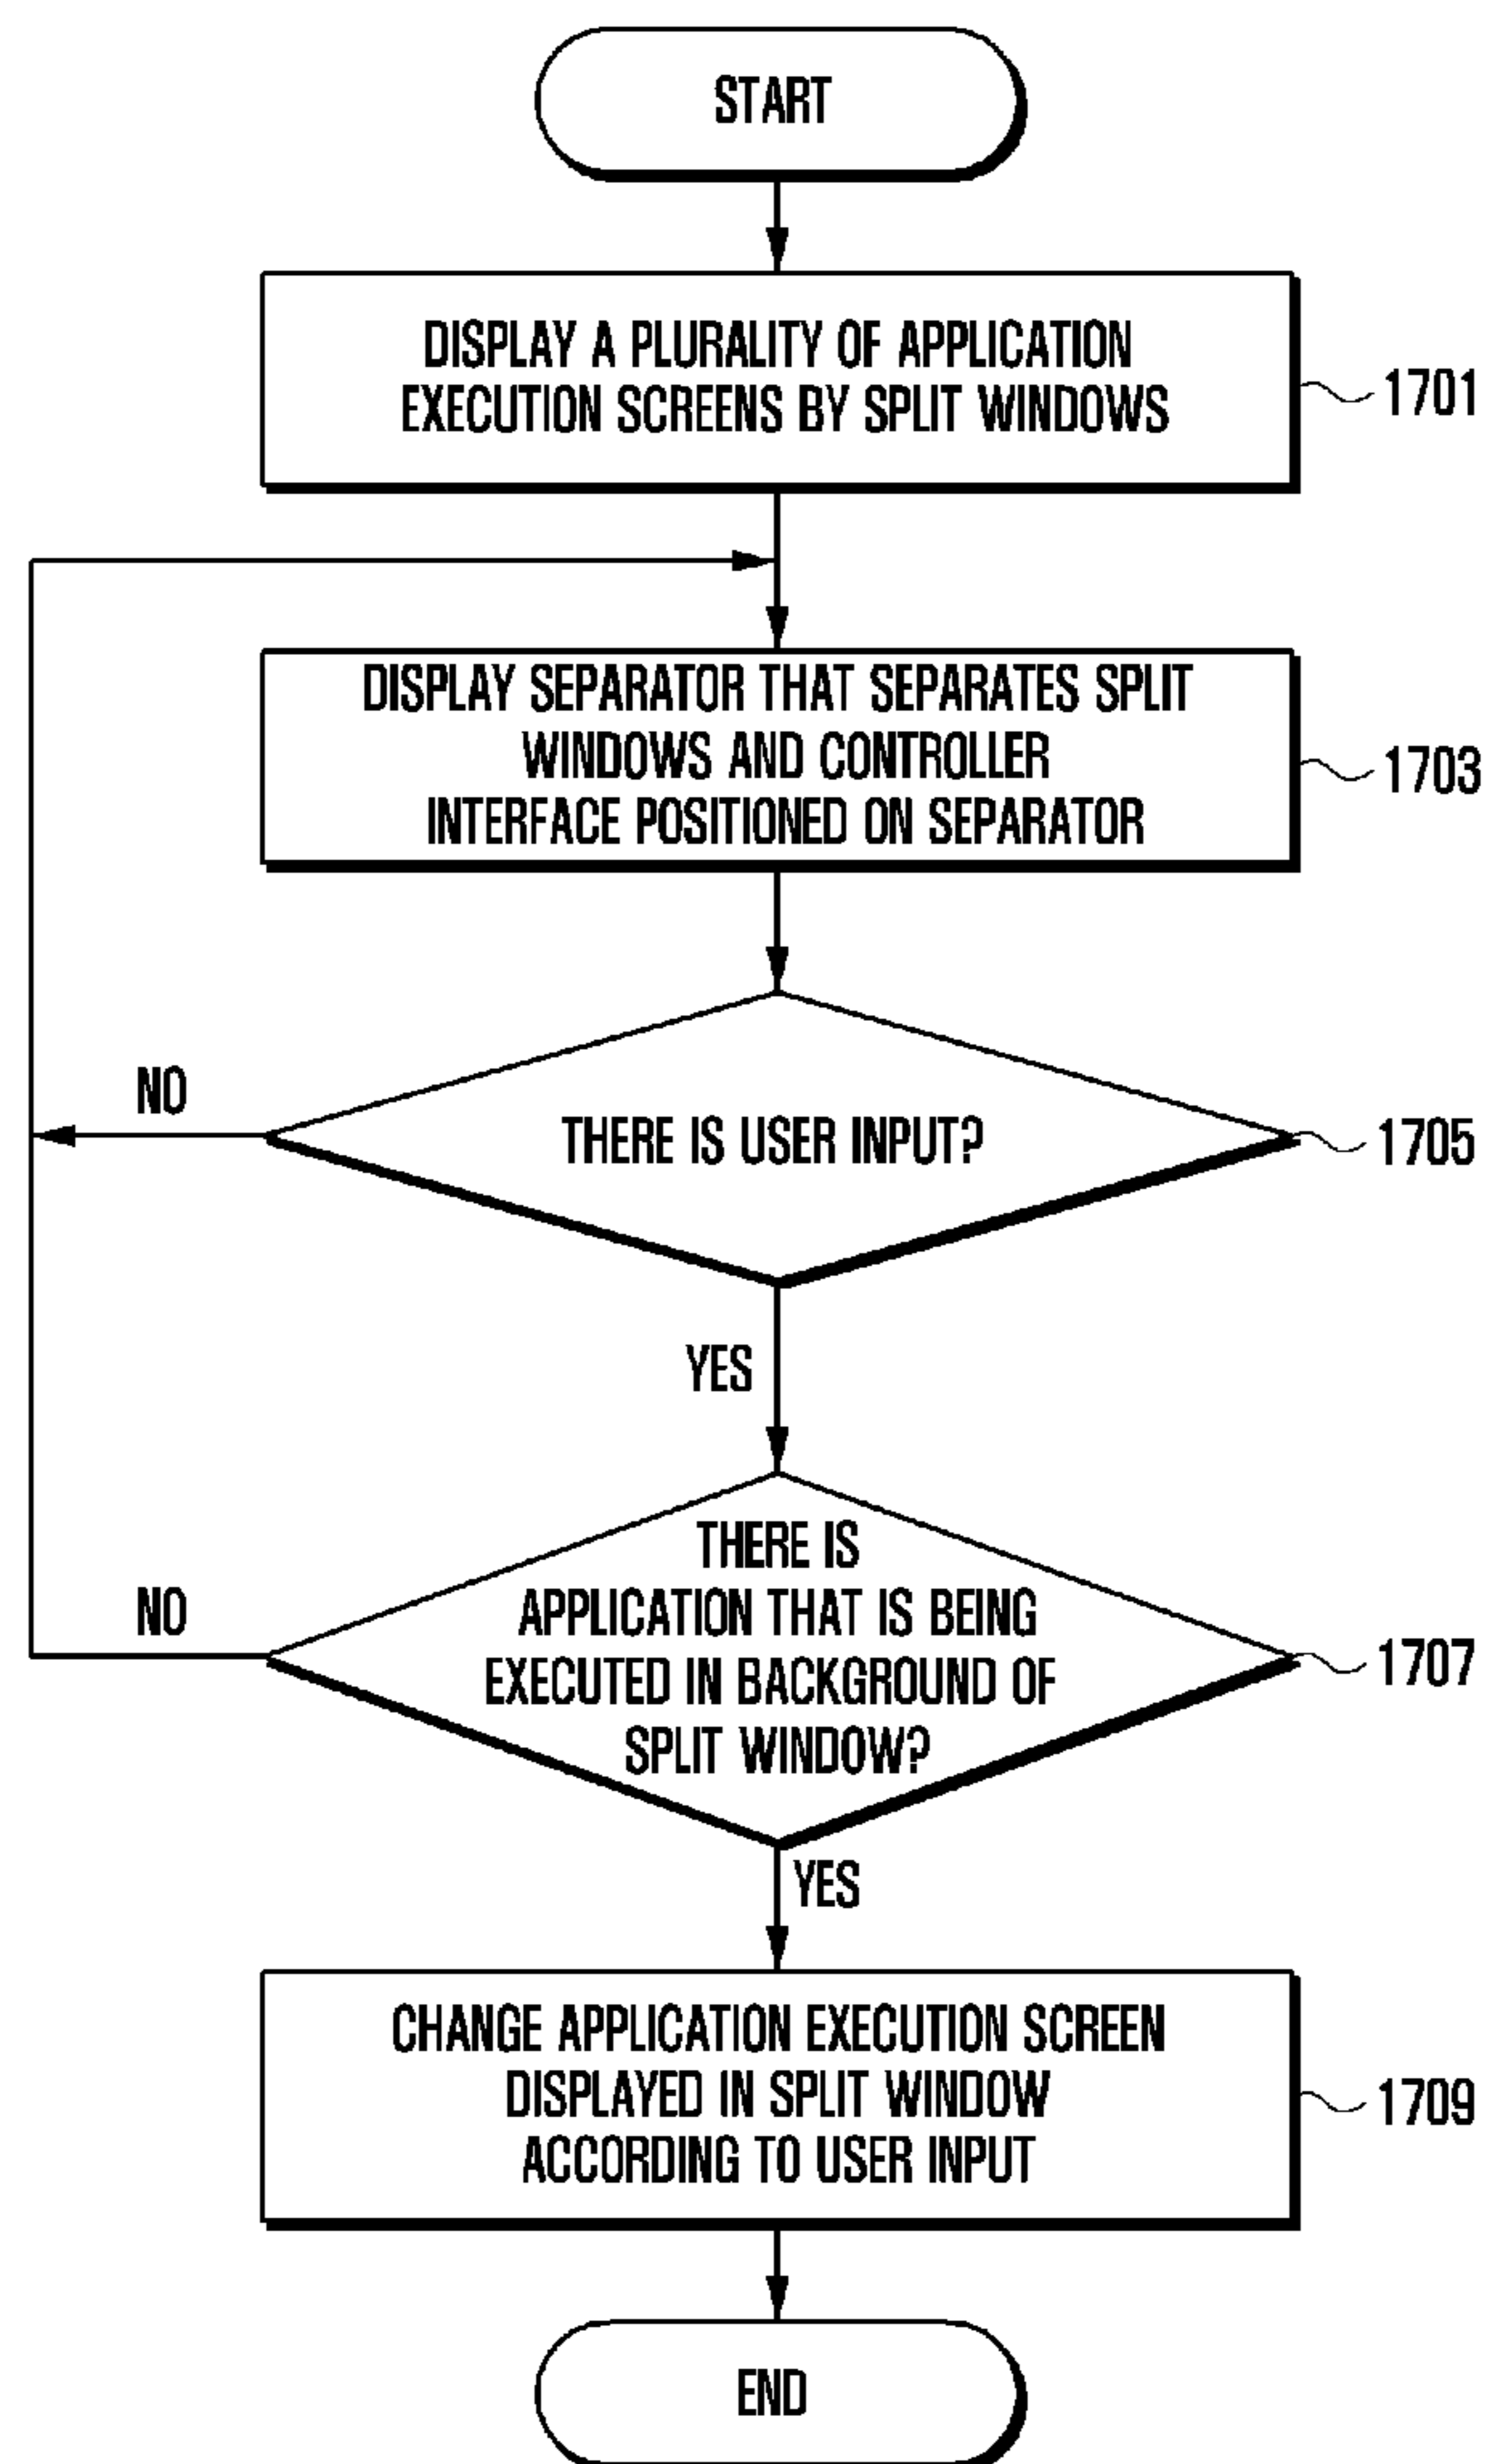 START
DISPLAY A PLURALITY OF APPLICATION
EXECUTION SCREENS BY SPLIT WINDOWS
1701
DISPLAY SEPARATOR THAT SEPARATES SPLIT
WINDOWS AND CONTROLLER
INTERFACE POSITIONED ON SEPARATOR
1703
NO
THERE IS USER INPUT?
1705
YES
THERE IS
APPLICATION THAT IS BEING
EXECUTED IN BACKGROUND OF
SPLIT WINDOW?
NO
1707
YES
CHANGE APPLICATION EXECUTION SCREEN
DISPLAYED IN SPLIT WINDOW
ACCORDING TO USER INPUT
1709
END